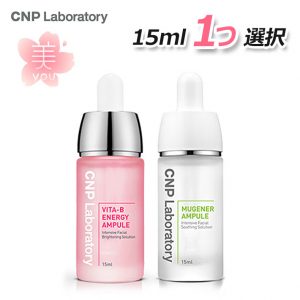 CNP Laboratory
美
YOU
15ml 1つ 選択
CNP Laboratory
VITA-B
ENERGY
AMPULE
Intensive Facial
Brightening Solution
15ml
CNP Laboratory
MUGENER
AMPULE
Intensive Facial
Soothing Solution
15ml